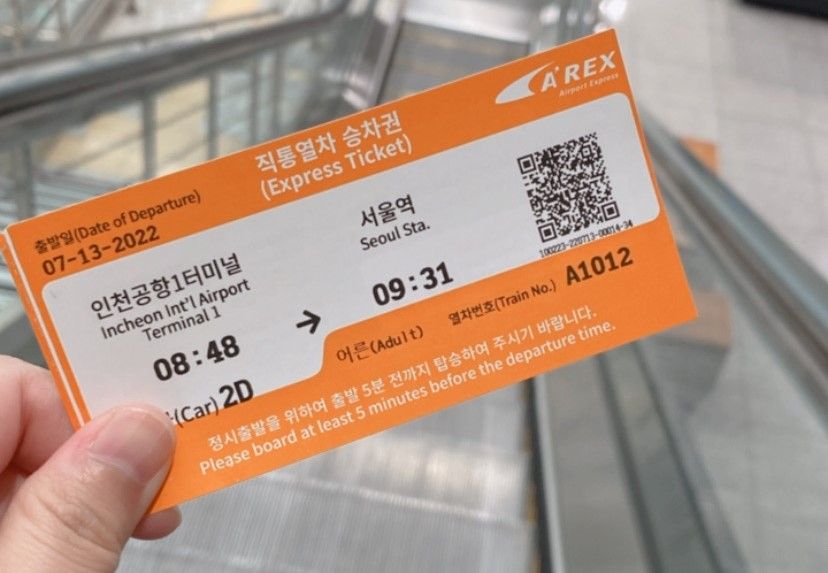 A'REX
Airport Express
직통열차 승차권
(Express Ticket)
출발일(Date of Departure)
07-13-2022
인천공항1터미널
Incheon Int'l Airport
Terminal 1
08:48
→
서울역
Seoul Sta.
09:31
100223-220713-00014-34
(Car) 2D
어른(Adult)
열차번호(Train No.) A1012
정시출발을 위하여 출발 5분 전까지 탑승하여 주시기 바랍니다.
Please board at least 5 minutes before the departure time.